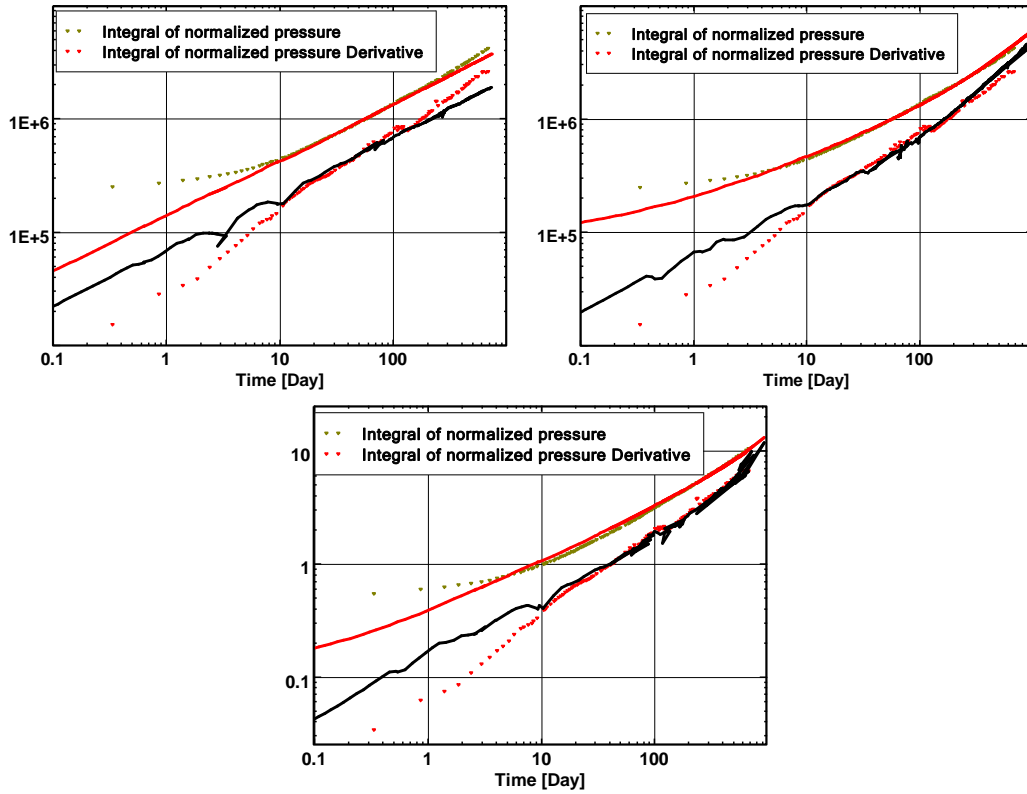 Integral of normalized pressure
Integral of normalized pressure Derivative
1E+6
1E+5
0.1 1 10 100
Time [Day]
Integral of normalized pressure
Integral of normalized pressure Derivative
1E+6
1E+5
0.1 1 10 100
Time [Day]
Integral of normalized pressure
Integral of normalized pressure Derivative
10
1
0.1
0.1 1 10 100
Time [Day]